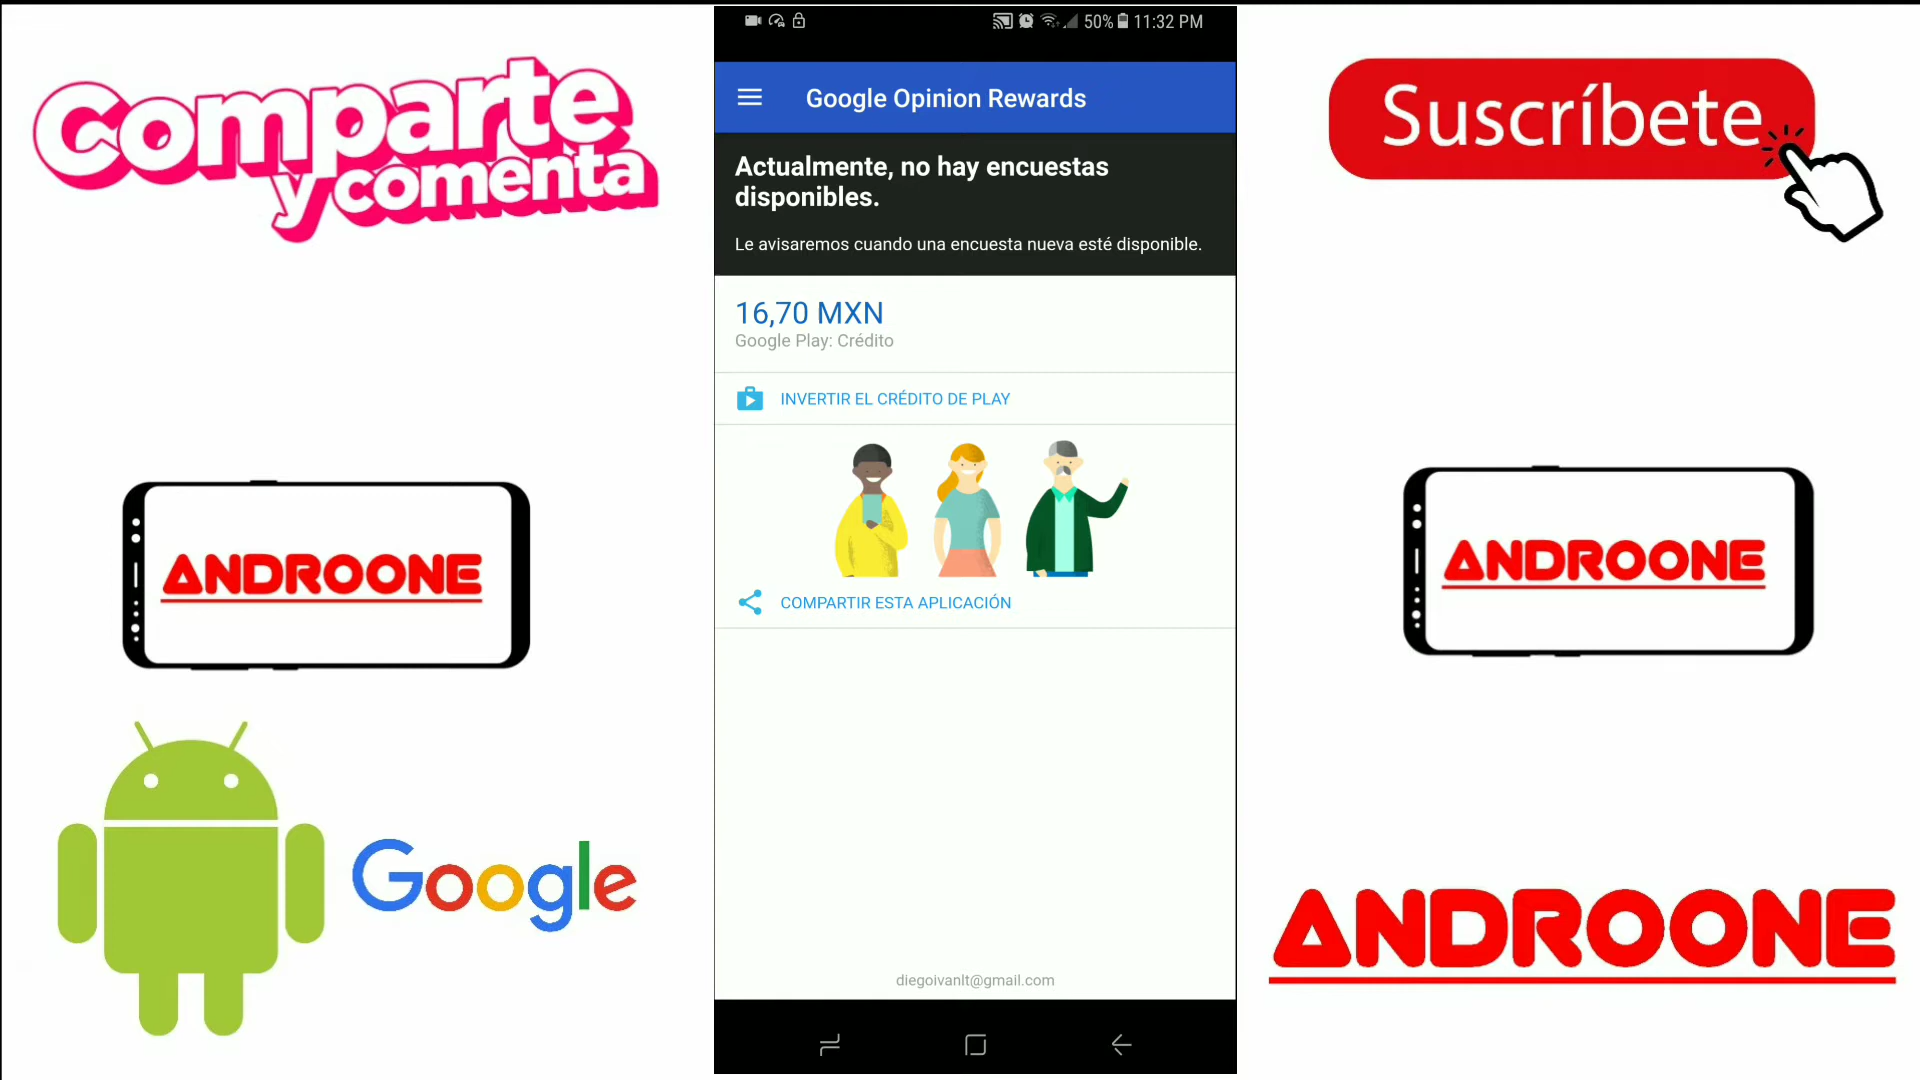 Comparte
y comenta
ANDROONE
Google
50% 11:32 PM
Google Opinion Rewards
Actualmente, no hay encuestas
disponibles.
Le avisaremos cuando una encuesta nueva esté disponible.
16,70 MXN
Google Play: Crédito
INVERTIR EL CRÉDITO DE PLAY
COMPARTIR ESTA APLICACIÓN
diegoivanlt@gmail.com
Suscríbete
ANDROONE
ANDROONE